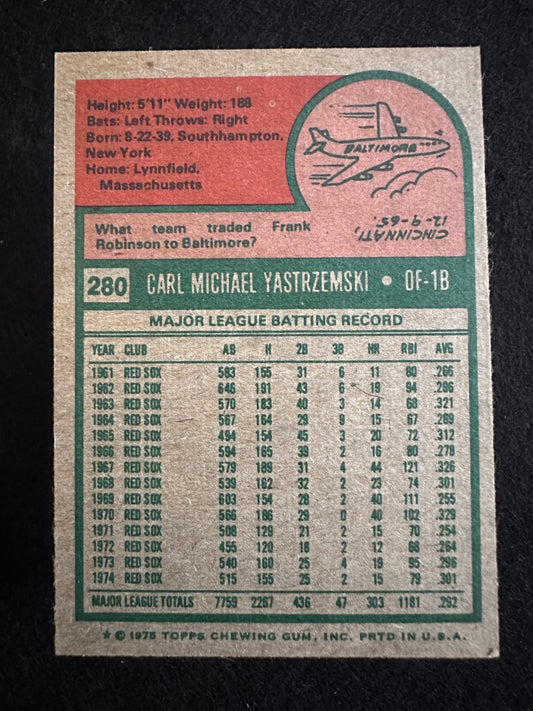 Height: 5'11" Weight: 188
Bats: Left Throws: Right
Born: 8-22-39, Southhampton,
New York
Home: Lynnfield,
Massachusetts
BALTIMORE
What team traded Frank
Robinson to Baltimore?
CINCINNATI,
12-9-65.
280 CARL MICHAEL YASTRZEMSKI • OF-1B
MAJOR LEAGUE BATTING RECORD
YEAR CLUB AB H 2B 3B HR RBI AVG
1961 RED SOX 583 155 31 6 11 80 .266
1962 RED SOX 646 191 43 6 19 94 .296
1963 RED SOX 570 183 40 3 14 68 .321
1964 RED SOX 567 164 29 9 15 67 .289
1965 RED SOX 494 154 45 3 20 72 .312
1966 RED SOX 594 165 39 2 16 80 .278
1967 RED SOX 579 189 31 4 44 121 .326
1968 RED SOX 539 162 32 2 23 74 .301
1969 RED SOX 603 154 28 2 40 111 .255
1970 RED SOX 566 186 29 0 40 102 .329
1971 RED SOX 508 129 21 2 15 70 .254
1972 RED SOX 455 120 18 2 12 68 .264
1973 RED SOX 540 160 25 4 19 95 .296
1974 RED SOX 515 155 25 2 15 79 .301
MAJOR LEAGUE TOTALS 7759 2267 436 47 303 1181 .292
★ © 1975 TOPPS CHEWING GUM, INC. PRTD IN U.S.A.